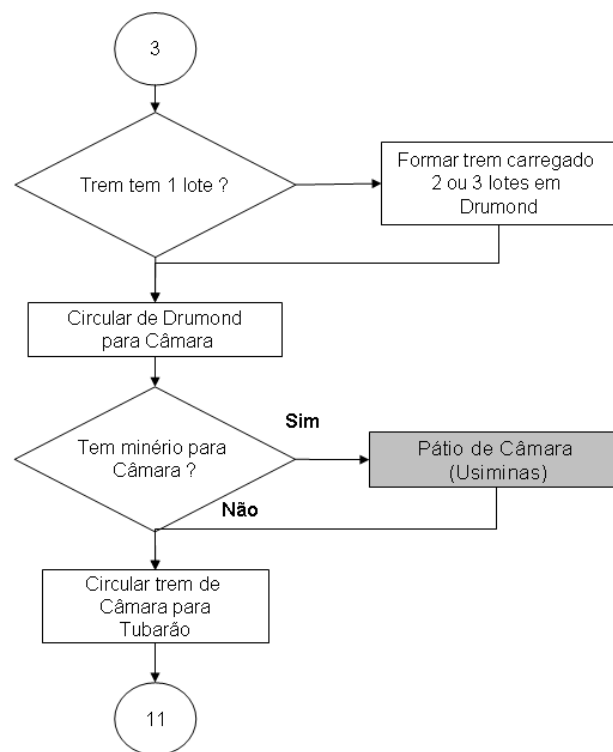 3
Trem tem 1 lote ?
Formar trem carregado
2 ou 3 lotes em
Drumond
Circular de Drumond
para Câmara
Sim
Tem minério para
Câmara ?
Pátio de Câmara
(Usiminas)
Não
Circular trem de
Câmara para
Tubarão
11